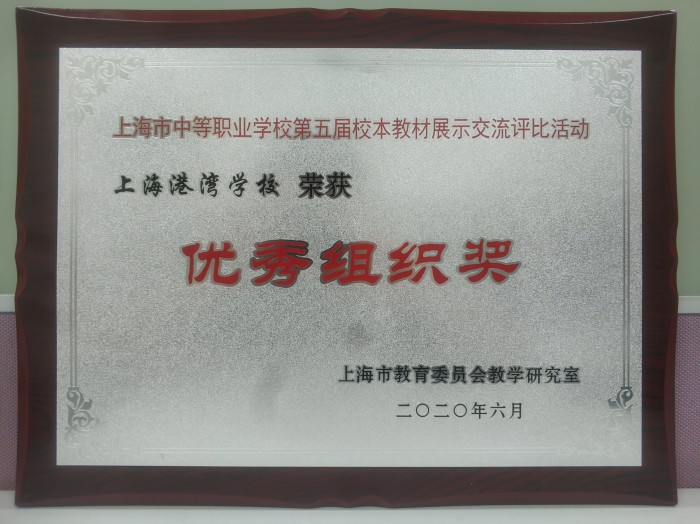 上海市中等职业学校第五届校本教材展示交流评比活动
上海港湾学校 荣获
优秀组织奖
上海市教育委员会教学研究室
二〇二〇年六月